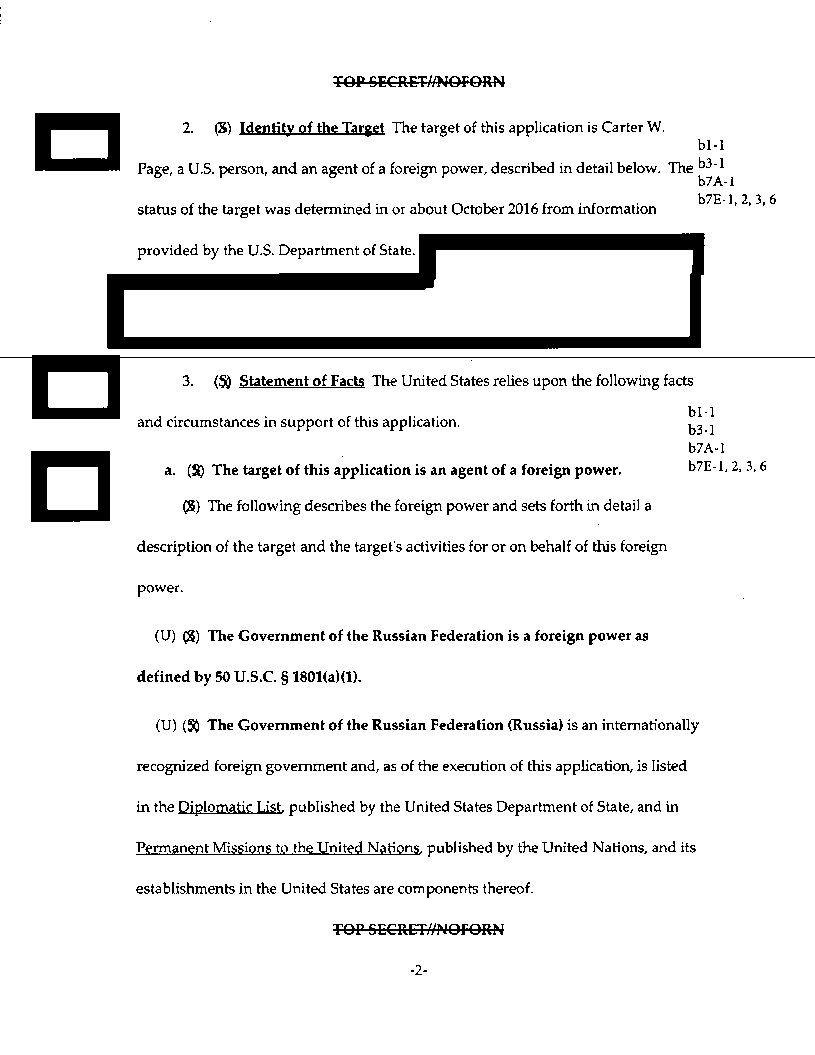 TOP SECRET//NOFORN
2. (S) Identity of the Target The target of this application is Carter W.
b1-1
Page, a U.S. person, and an agent of a foreign power, described in detail below. The
b3-1
b7A-1
b7E-1, 2, 3, 6
status of the target was determined in or about October 2016 from information
provided by the U.S. Department of State.
3. (S) Statement of Facts The United States relies upon the following facts
b1-1
and circumstances in support of this application.
b3-1
b7A-1
b7E-1, 2, 3, 6
a. (S) The target of this application is an agent of a foreign power.
(S) The following describes the foreign power and sets forth in detail a
description of the target and the target's activities for or on behalf of this foreign
power.
(U) (S) The Government of the Russian Federation is a foreign power as
defined by 50 U.S.C. § 1801(a)(1).
(U) (S) The Government of the Russian Federation (Russia) is an internationally
recognized foreign government and, as of the execution of this application, is listed
in the Diplomatic List, published by the United States Department of State, and in
Permanent Missions to the United Nations, published by the United Nations, and its
establishments in the United States are components thereof.
TOP SECRET//NOFORN
-2-